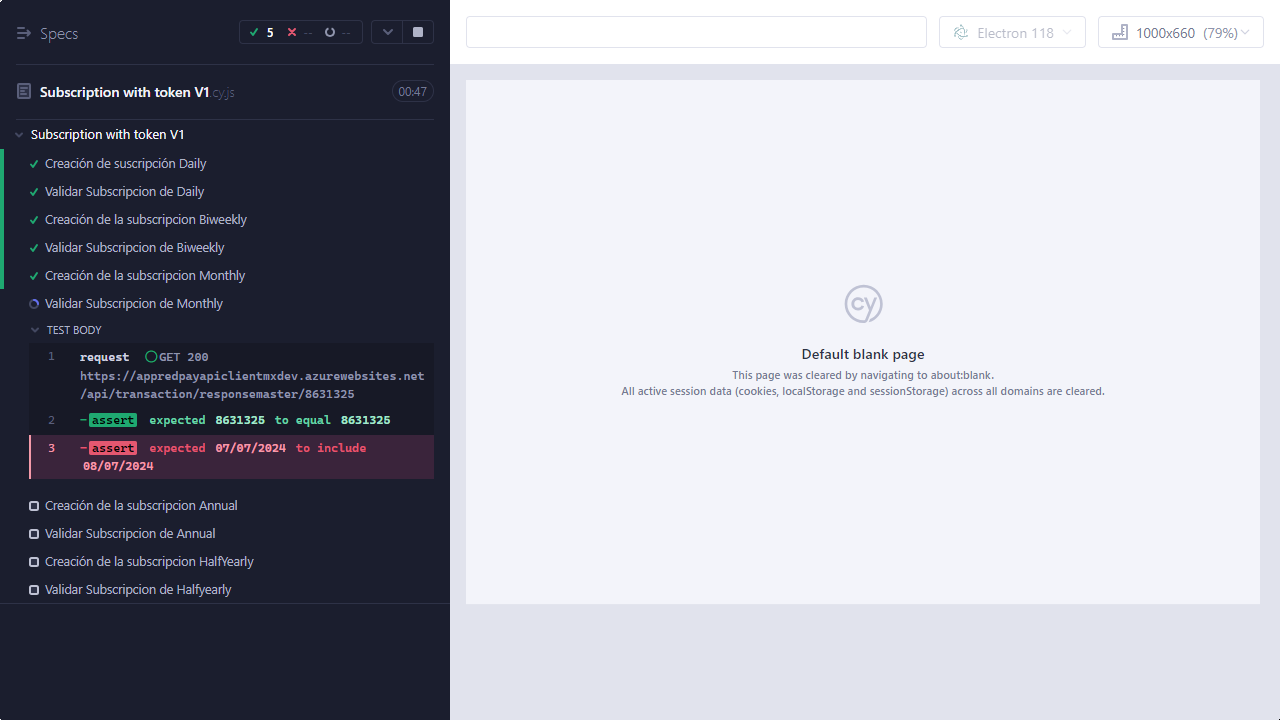 Specs
5 -- --
Electron 118
1000x660 (79%)
Subscription with token V1.cy.js
00:47
Subscription with token V1
Creación de suscripción Daily
Validar Subscripcion de Daily
Creación de la subscripcion Biweekly
Validar Subscripcion de Biweekly
Creación de la subscripcion Monthly
Validar Subscripcion de Monthly
TEST BODY
1 request GET 200
https://appredpayapiclientmxdev.azurewebsites.net
/api/transaction/responsemaster/8631325
2 -assert expected 8631325 to equal 8631325
3 -assert expected 07/07/2024 to include
08/07/2024
Creación de la subscripcion Annual
Validar Subscripcion de Annual
Creación de la subscripcion HalfYearly
Validar Subscripcion de Halfyearly
cy
Default blank page
This page was cleared by navigating to about:blank.
All active session data (cookies, localStorage and sessionStorage) across all domains are cleared.